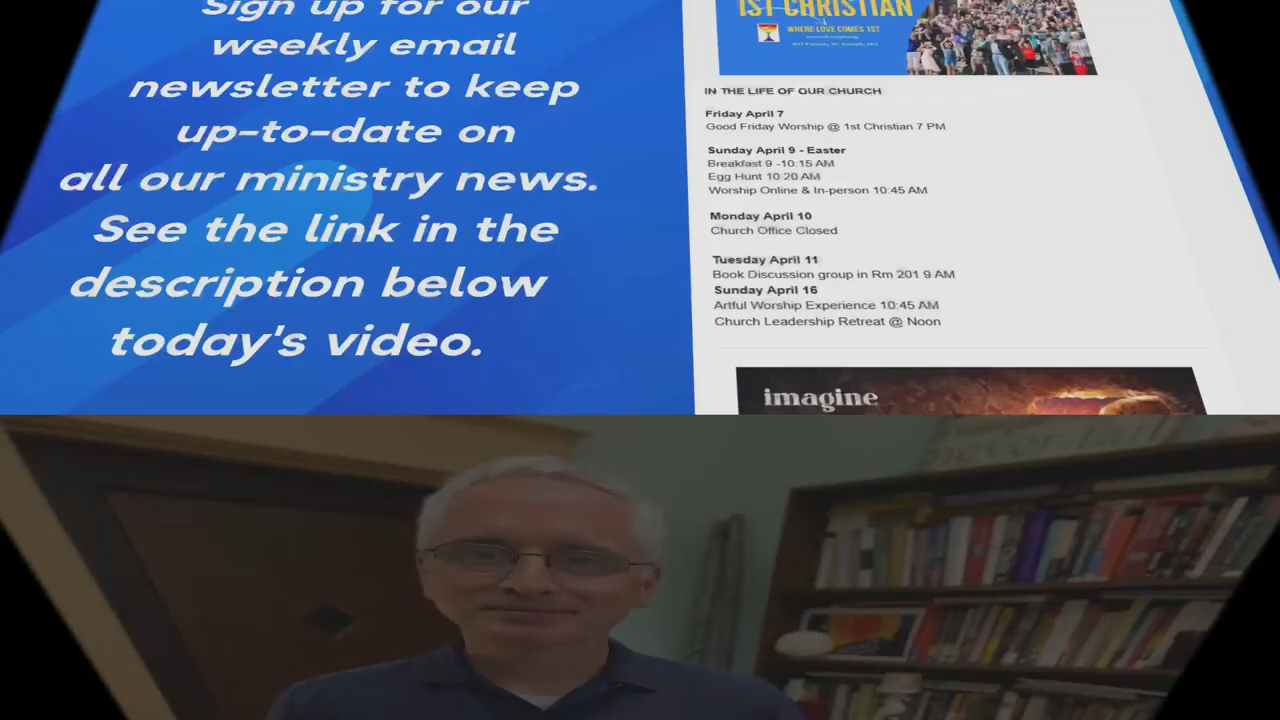 Sign up for our
weekly email
newsletter to keep
up-to-date on
all our ministry news.
See the link in the
description below
today's video.
1ST CHRISTIAN
WHERE LOVE COMES 1ST
IN THE LIFE OF OUR CHURCH
Friday April 7
Good Friday Worship @ 1st Christian 7 PM
Sunday April 9 - Easter
Breakfast 9 -10:15 AM
Egg Hunt 10:20 AM
Worship Online & In-person 10:45 AM
Monday April 10
Church Office Closed
Tuesday April 11
Book Discussion group in Rm 201 9 AM
Sunday April 16
Artful Worship Experience 10:45 AM
Church Leadership Retreat @ Noon
imagine
never fail